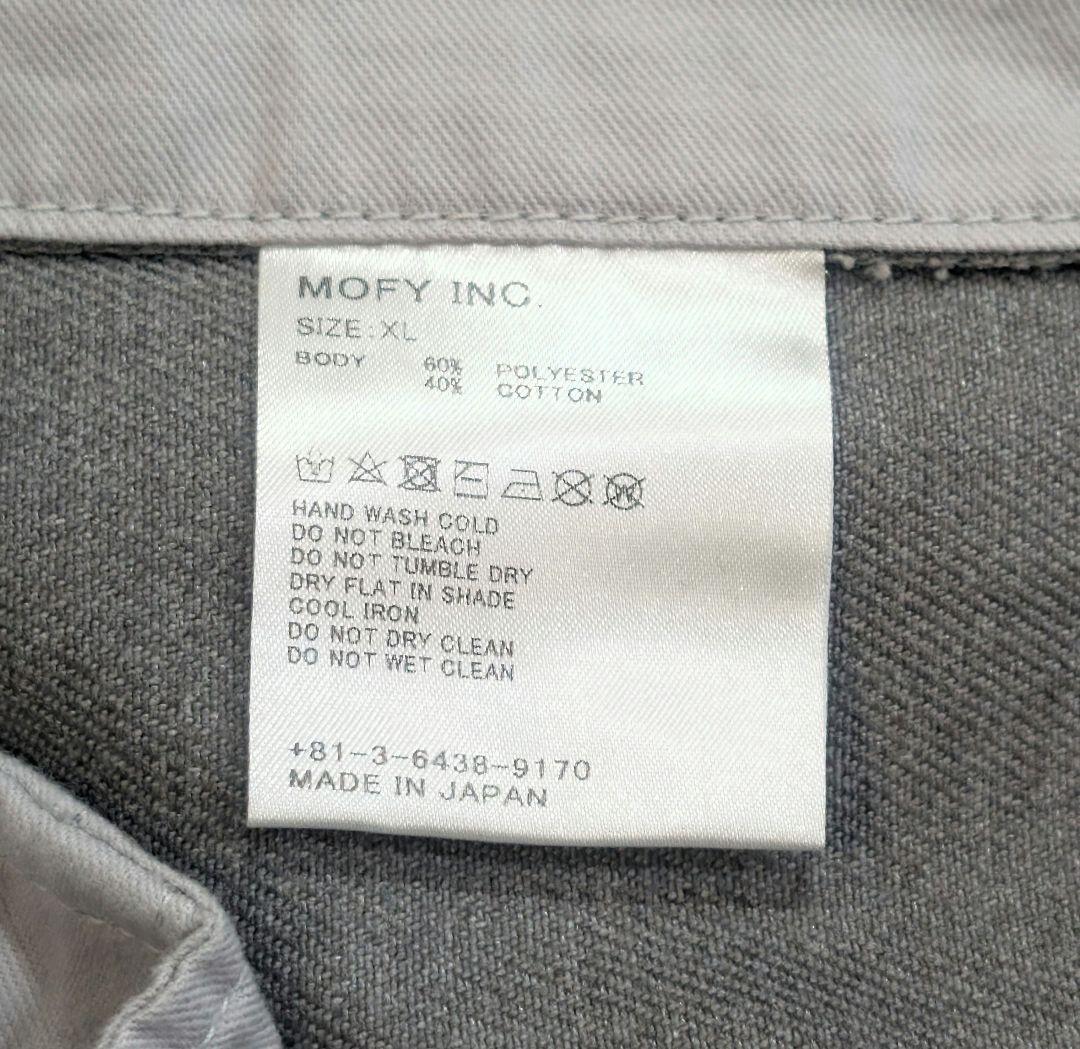 MOFY INC.
SIZE:XL
BODY 60% POLYESTER
40% COTTON
HAND WASH COLD
DO NOT BLEACH
DO NOT TUMBLE DRY
DRY FLAT IN SHADE
COOL IRON
DO NOT DRY CLEAN
DO NOT WET CLEAN
+81-3-6438-9170
MADE IN JAPAN